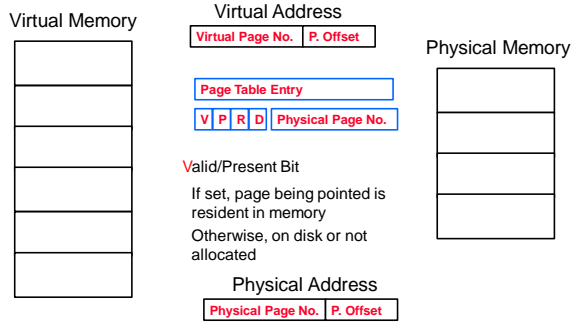 Virtual Memory
Virtual Address
Virtual Page No. P. Offset
Physical Memory
Page Table Entry
V P R D Physical Page No.
Valid/Present Bit
If set, page being pointed is
resident in memory
Otherwise, on disk or not
allocated
Physical Address
Physical Page No. P. Offset